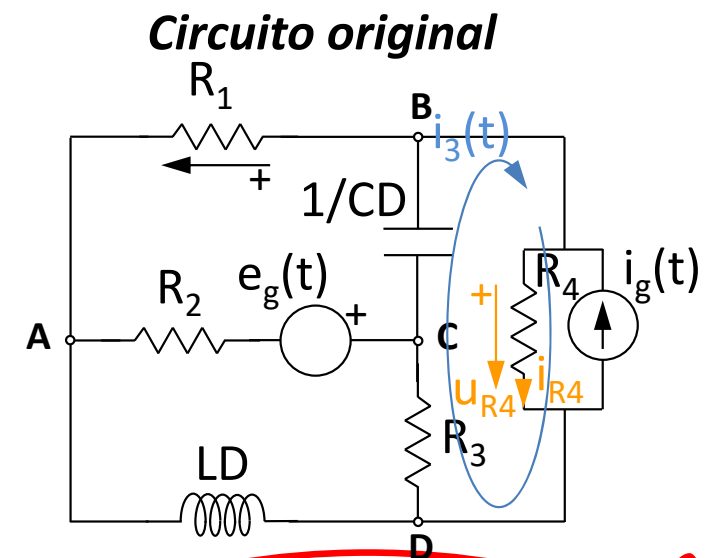 Circuito original
R1
B
i3(t)
+
1/CD
R2
eg(t)
+
R4
ig(t)
+
A
C
uR4
iR4
R3
LD
D